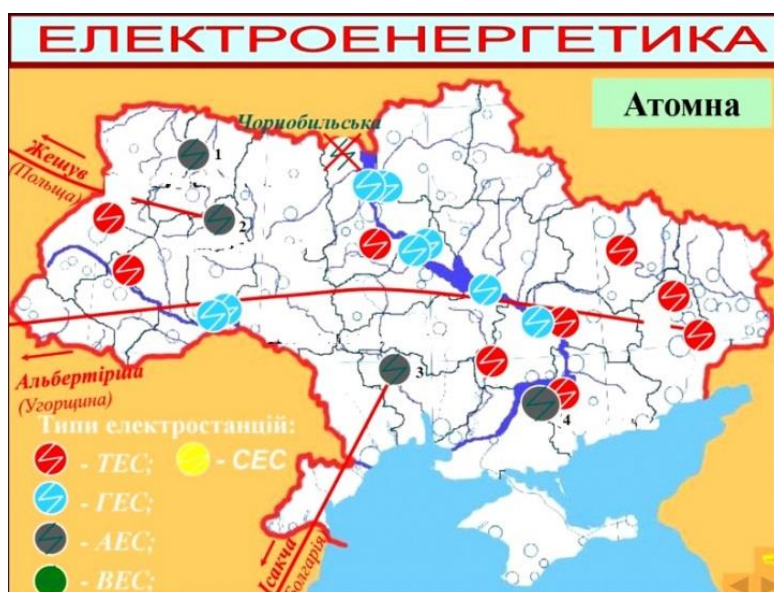 ЕЛЕКТРОЕНЕРГЕТИКА
Атомна
Чорнобильська
Жешув
(Польща)
1
2
3
4
Альбертірша
(Угорщина)
Типи електростанцій:
- ТЕС;
- СЕС
- ГЕС;
- АЕС;
- ВЕС;
Ісакча
Болгарія)